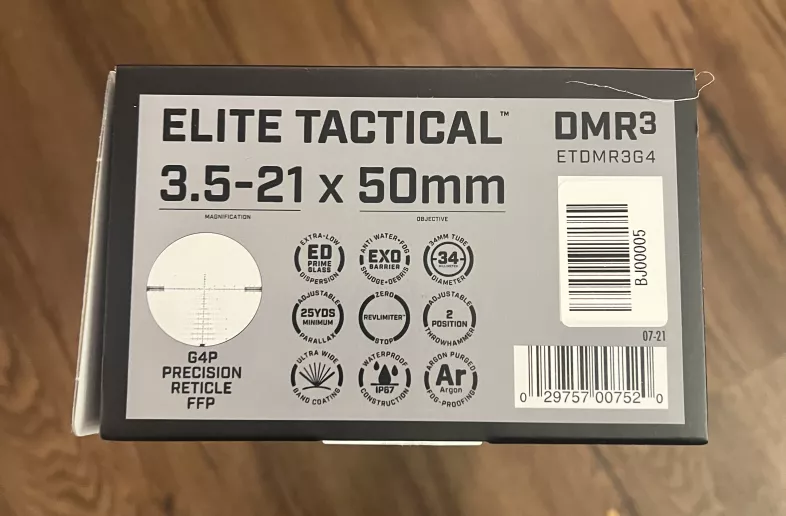 ELITE TACTICAL™
DMR3
ETDMR3G4
3.5-21 x 50mm
MAGNIFICATION
OBJECTIVE
EXTRA-LOW
ED
PRIME
GLASS
DISPERSION
ANTI WATER•FOG
EXO
BARRIER
SMUDGE•DEBRIS
34MM TUBE
-34-
DIAMETER
BJ00005
ADJUSTABLE
25YDS
MINIMUM
PARALLAX
ZERO
REVLIMITER™
STOP
ADJUSTABLE
2
POSITION
THROWHAMMER
07-21
G4P
PRECISION
RETICLE
FFP
ULTRA WIDE
BAND COATING
WATERPROOF
IP67
CONSTRUCTION
ARGON PURGED
Ar
Argon
FOG-PROOFING
0 29757 00752 0